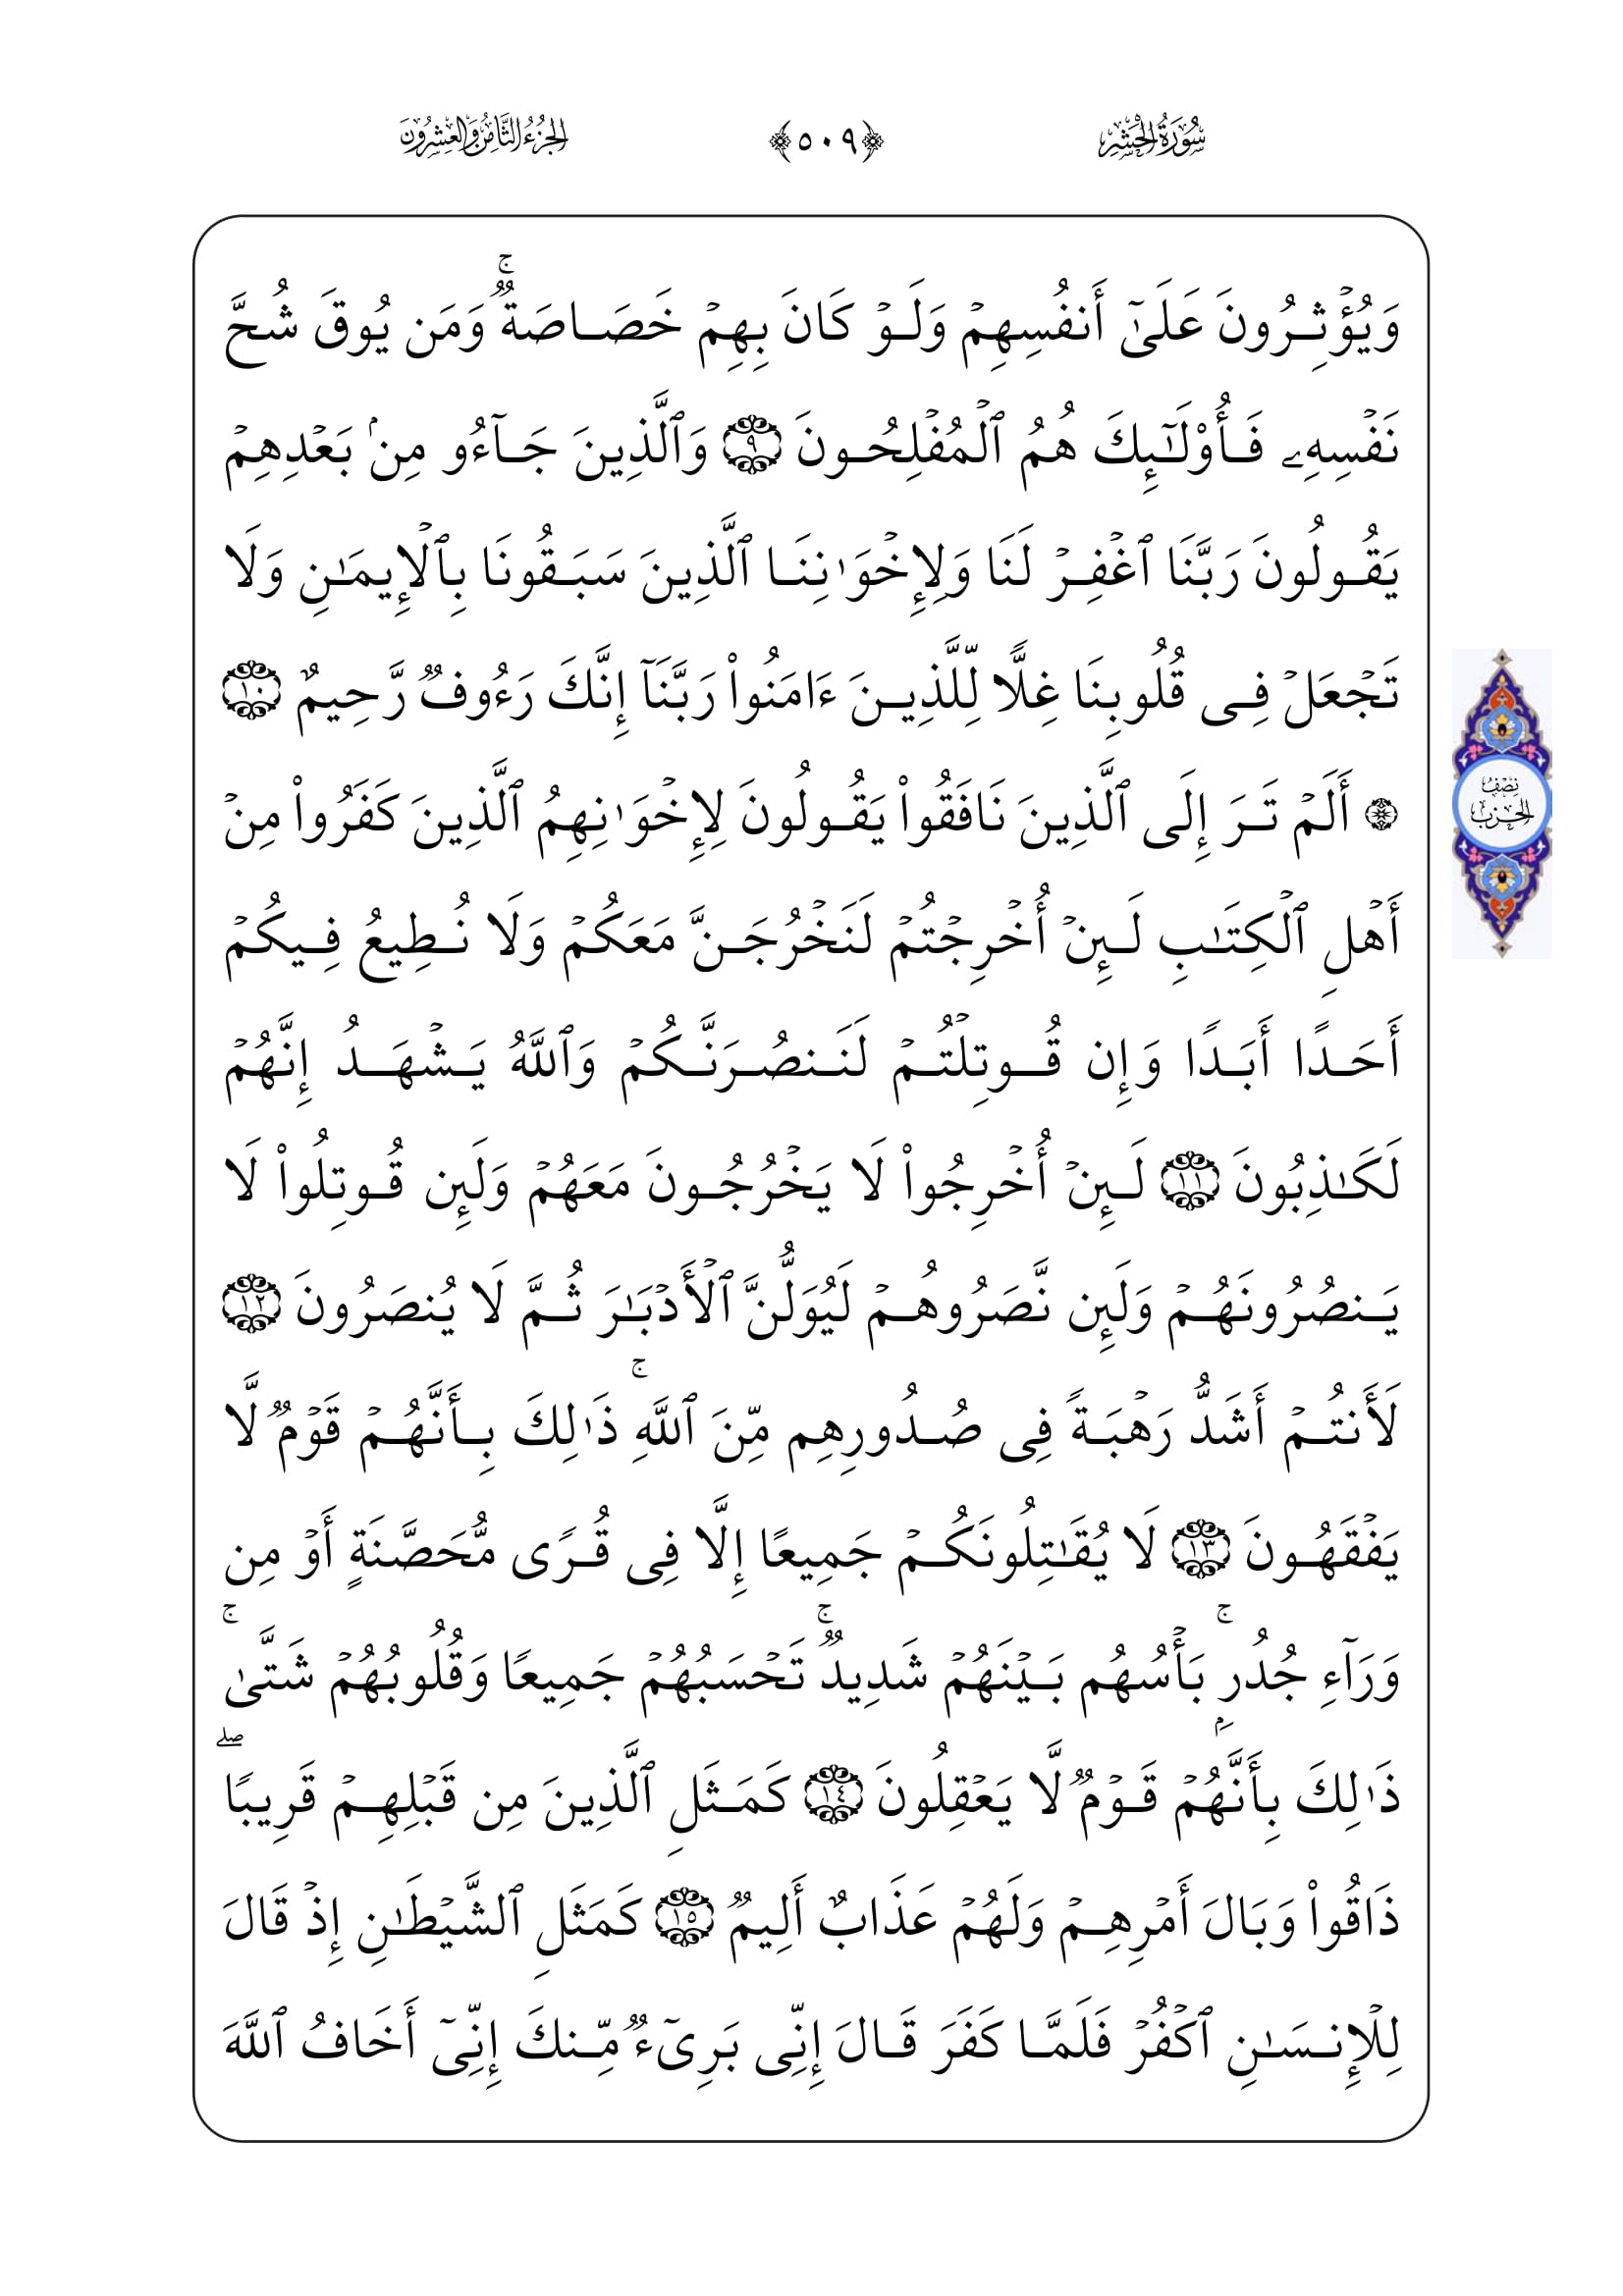 سُورَةُ الْحَشْرِ
﴿٥٠٩﴾
الجُزْءُ الثَّامِنُ وَالعِشْرُونَ
وَيُؤۡثِرُونَ عَلَىٰٓ أَنفُسِهِمۡ وَلَوۡ كَانَ بِهِمۡ خَصَاصَةٞۚ وَمَن يُوقَ شُحَّ
نَفۡسِهِۦ فَأُوْلَٰٓئِكَ هُمُ ٱلۡمُفۡلِحُونَ ٩ وَٱلَّذِينَ جَآءُو مِنۢ بَعۡدِهِمۡ
يَقُولُونَ رَبَّنَا ٱغۡفِرۡ لَنَا وَلِإِخۡوَٰنِنَا ٱلَّذِينَ سَبَقُونَا بِٱلۡإِيمَٰنِ وَلَا
تَجۡعَلۡ فِي قُلُوبِنَا غِلّٗا لِّلَّذِينَ ءَامَنُواْ رَبَّنَآ إِنَّكَ رَءُوفٞ رَّحِيمٌ ١٠
۞ أَلَمۡ تَرَ إِلَى ٱلَّذِينَ نَافَقُواْ يَقُولُونَ لِإِخۡوَٰنِهِمُ ٱلَّذِينَ كَفَرُواْ مِنۡ
أَهۡلِ ٱلۡكِتَٰبِ لَئِنۡ أُخۡرِجۡتُمۡ لَنَخۡرُجَنَّ مَعَكُمۡ وَلَا نُطِيعُ فِيكُمۡ
أَحَدًا أَبَدٗا وَإِن قُوتِلۡتُمۡ لَنَنصُرَنَّكُمۡ وَٱللَّهُ يَشۡهَدُ إِنَّهُمۡ
لَكَٰذِبُونَ ١١ لَئِنۡ أُخۡرِجُواْ لَا يَخۡرُجُونَ مَعَهُمۡ وَلَئِن قُوتِلُواْ لَا
يَنصُرُونَهُمۡ وَلَئِن نَّصَرُوهُمۡ لَيُوَلُّنَّ ٱلۡأَدۡبَٰرَ ثُمَّ لَا يُنصَرُونَ ١٢
لَأَنتُمۡ أَشَدُّ رَهۡبَةٗ فِي صُدُورِهِم مِّنَ ٱللَّهِۚ ذَٰلِكَ بِأَنَّهُمۡ قَوۡمٞ لَّا
يَفۡقَهُونَ ١٣ لَا يُقَٰتِلُونَكُمۡ جَمِيعًا إِلَّا فِي قُرٗى مُّحَصَّنَةٍ أَوۡ مِن
وَرَآءِ جُدُرِۭۚ بَأۡسُهُم بَيۡنَهُمۡ شَدِيدٞۚ تَحۡسَبُهُمۡ جَمِيعٗا وَقُلُوبُهُمۡ شَتَّىٰۚ
ذَٰلِكَ بِأَنَّهُمۡ قَوۡمٞ لَّا يَعۡقِلُونَ ١٤ كَمَثَلِ ٱلَّذِينَ مِن قَبۡلِهِمۡ قَرِيبٗاۖ
ذَاقُواْ وَبَالَ أَمۡرِهِمۡ وَلَهُمۡ عَذَابٌ أَلِيمٞ ١٥ كَمَثَلِ ٱلشَّيۡطَٰنِ إِذۡ قَالَ
لِلۡإِنسَٰنِ ٱكۡفُرۡ فَلَمَّا كَفَرَ قَالَ إِنِّي بَرِيٓءٞ مِّنكَ إِنِّيٓ أَخَافُ ٱللَّهَ
نِصْفُ
الْحِزْبِ